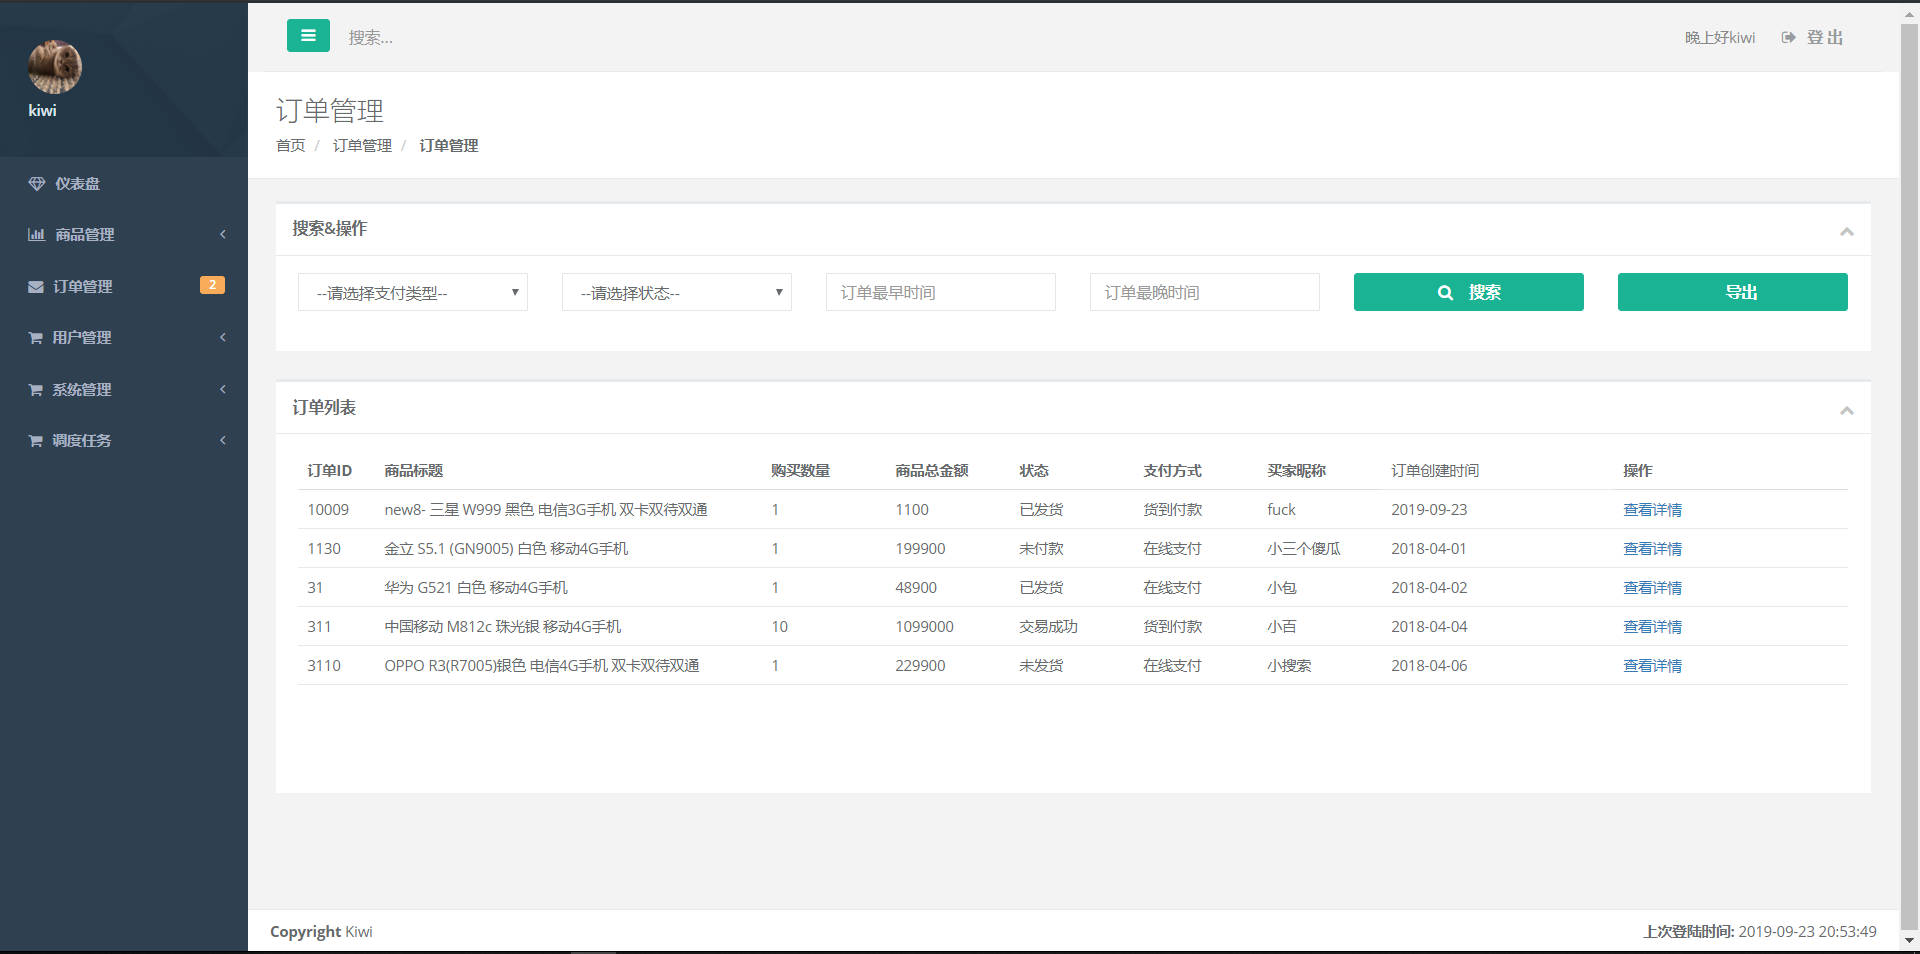 搜索...
晚上好kiwi 登 出
kiwi
仪表盘
商品管理
订单管理 2
用户管理
系统管理
调度任务
订单管理
首页 / 订单管理 / 订单管理
搜索&操作
--请选择支付类型-- --请选择状态-- 订单最早时间 订单最晚时间 搜索 导出
订单列表
订单ID 商品标题 购买数量 商品总金额 状态 支付方式 买家昵称 订单创建时间 操作
10009 new8- 三星 W999 黑色 电信3G手机 双卡双待双通 1 1100 已发货 货到付款 fuck 2019-09-23 查看详情
1130 金立 S5.1 (GN9005) 白色 移动4G手机 1 199900 未付款 在线支付 小三个傻瓜 2018-04-01 查看详情
31 华为 G521 白色 移动4G手机 1 48900 已发货 在线支付 小包 2018-04-02 查看详情
311 中国移动 M812c 珠光银 移动4G手机 10 1099000 交易成功 货到付款 小百 2018-04-04 查看详情
3110 OPPO R3(R7005)银色 电信4G手机 双卡双待双通 1 229900 未发货 在线支付 小搜索 2018-04-06 查看详情
Copyright Kiwi
上次登陆时间: 2019-09-23 20:53:49